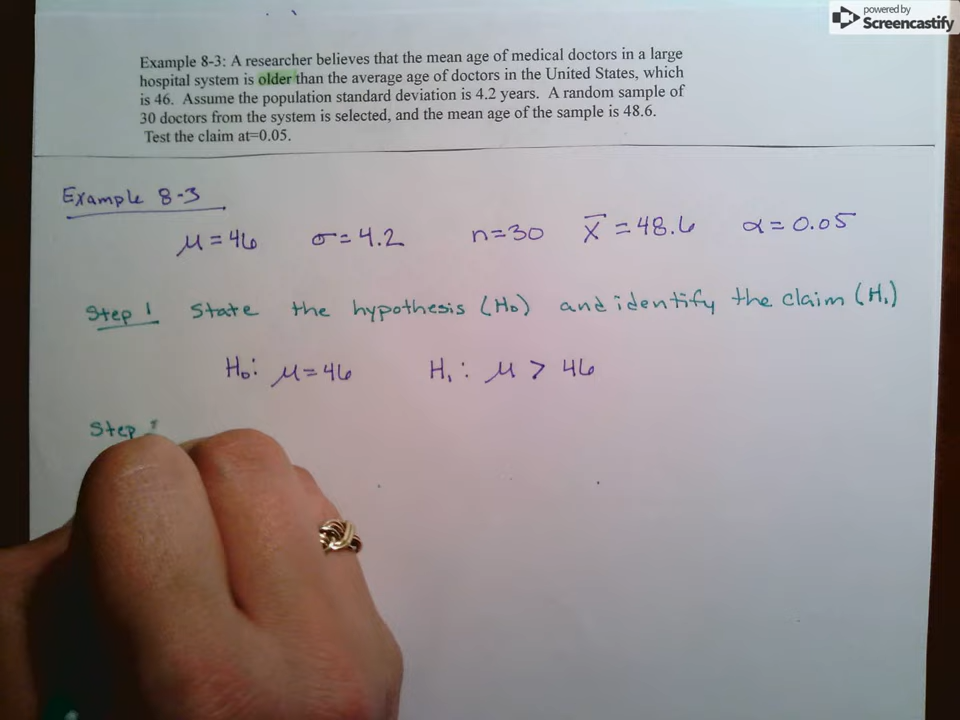 powered by
Screencastify
Example 8-3: A researcher believes that the mean age of medical doctors in a large
hospital system is older than the average age of doctors in the United States, which
is 46. Assume the population standard deviation is 4.2 years. A random sample of
30 doctors from the system is selected, and the mean age of the sample is 48.6.
Test the claim at=0.05.
Example 8-3
μ=46 σ=4.2 n=30 X̄=48.6 α=0.05
Step 1 State the hypothesis (H₀) and identify the claim (H₁)
H₀: μ=46 H₁: μ > 46
Step